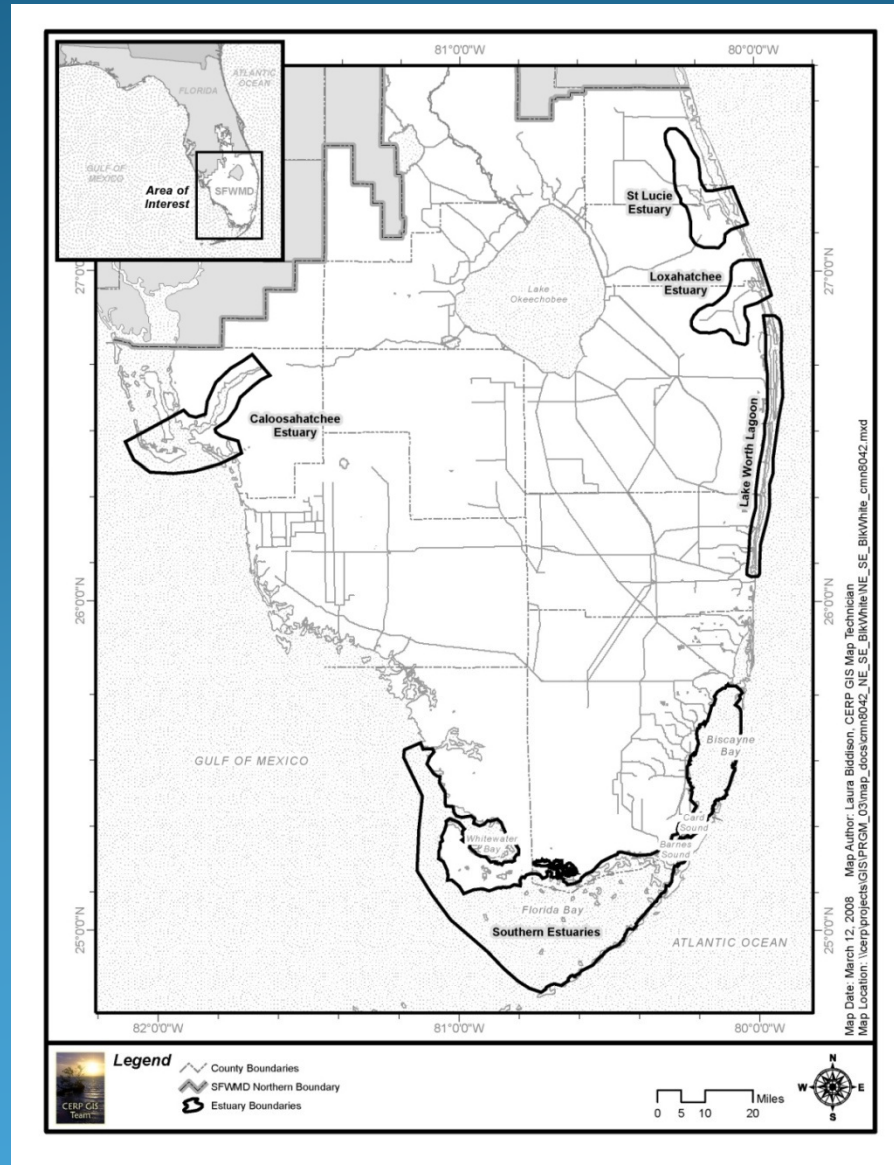 81°0'0"W
80°0'0"W
ATLANTIC
OCEAN
FLORIDA
GULF OF
MEXICO
SFWMD
Area of
Interest
St Lucie
Estuary
27°0'0"N
27°0'0"N
Loxahatchee
Estuary
Lake
Okeechobee
Caloosahatchee
Estuary
Lake Worth Lagoon
26°0'0"N
26°0'0"N
Biscayne
Bay
GULF OF MEXICO
Card
Sound
Whitewater
Bay
Barnes
Sound
Florida Bay
Southern Estuaries
25°0'0"N
25°0'0"N
ATLANTIC OCEAN
82°0'0"W
81°0'0"W
80°0'0"W
Map Date: March 12, 2008 Map Author: Laura Biddison, CERP GIS Map Technician
Map Location: \\cerp\projects\GIS\PRGM_03\map_docs\cmn8042_NE_SE_BlkWhite\NE_SE_BlkWhite_cmn8042.mxd
CERP GIS
Team
Legend
County Boundaries
SFWMD Northern Boundary
Estuary Boundaries
Miles
0 5 10 20
N
W E
S